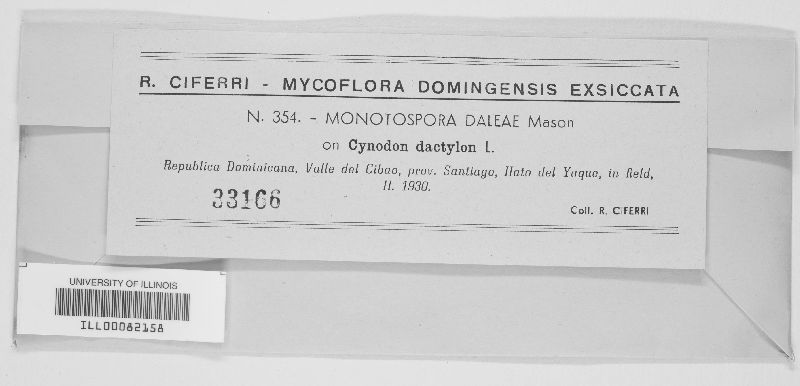 R. CIFERRI - MYCOFLORA DOMINGENSIS EXSICCATA
N. 354. - MONOTOSPORA DALEAE Mason
on Cynodon dactylon L.
Republica Dominicana, Valle del Cibao, prov. Santiago, Hato del Yaque, in field,
II. 1930.
33166
Coll. R. CIFERRI
UNIVERSITY OF ILLINOIS
ILL00082158